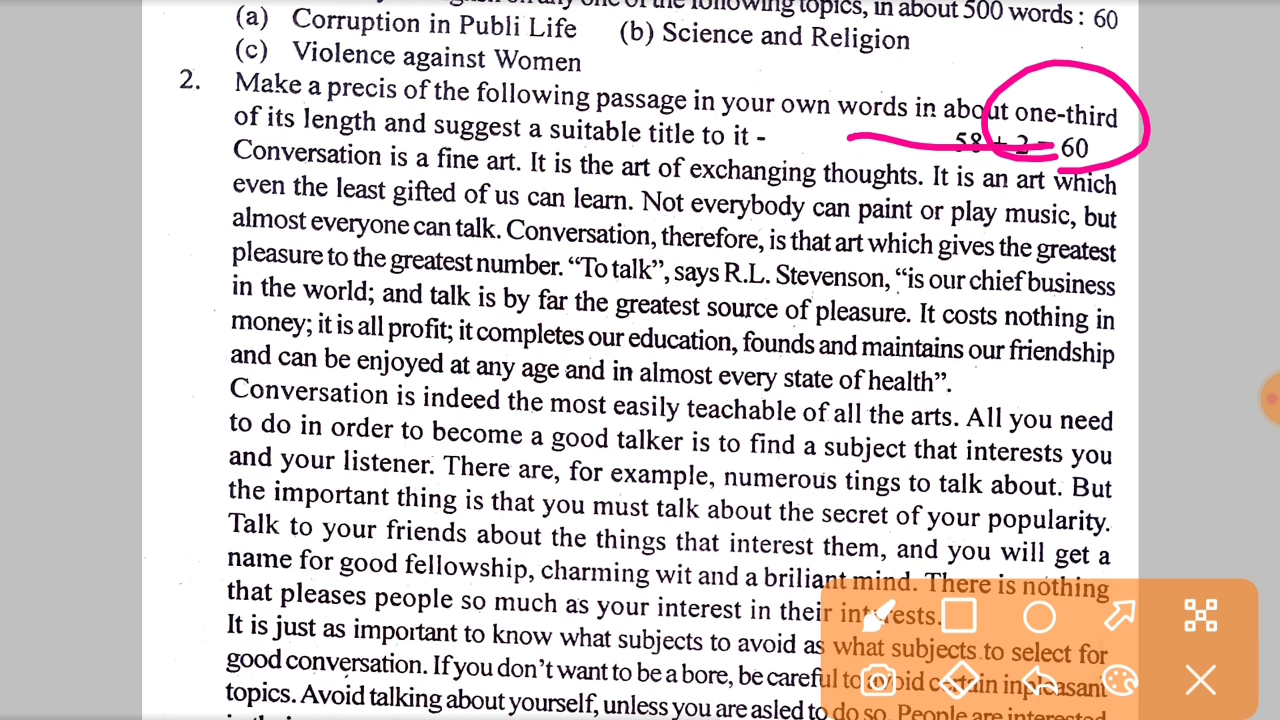 of the following topics, in about 500 words : 60
(a) Corruption in Publi Life (b) Science and Religion
(c) Violence against Women
2. Make a precis of the following passage in your own words in about one-third
of its length and suggest a suitable title to it - 58 + 2 = 60
Conversation is a fine art. It is the art of exchanging thoughts. It is an art which
even the least gifted of us can learn. Not everybody can paint or play music, but
almost everyone can talk. Conversation, therefore, is that art which gives the greatest
pleasure to the greatest number. “To talk”, says R.L. Stevenson, “is our chief business
in the world; and talk is by far the greatest source of pleasure. It costs nothing in
money; it is all profit; it completes our education, founds and maintains our friendship
and can be enjoyed at any age and in almost every state of health”.
Conversation is indeed the most easily teachable of all the arts. All you need
to do in order to become a good talker is to find a subject that interests you
and your listener. There are, for example, numerous tings to talk about. But
the important thing is that you must talk about the secret of your popularity.
Talk to your friends about the things that interest them, and you will get a
name for good fellowship, charming wit and a briliant mind. There is nothing
that pleases people so much as your interest in their interests.
It is just as important to know what subjects to avoid as what subjects to select for
good conversation. If you don’t want to be a bore, be careful to avoid certain inpleasant
topics. Avoid talking about yourself, unless you are asled to do so. People are interested